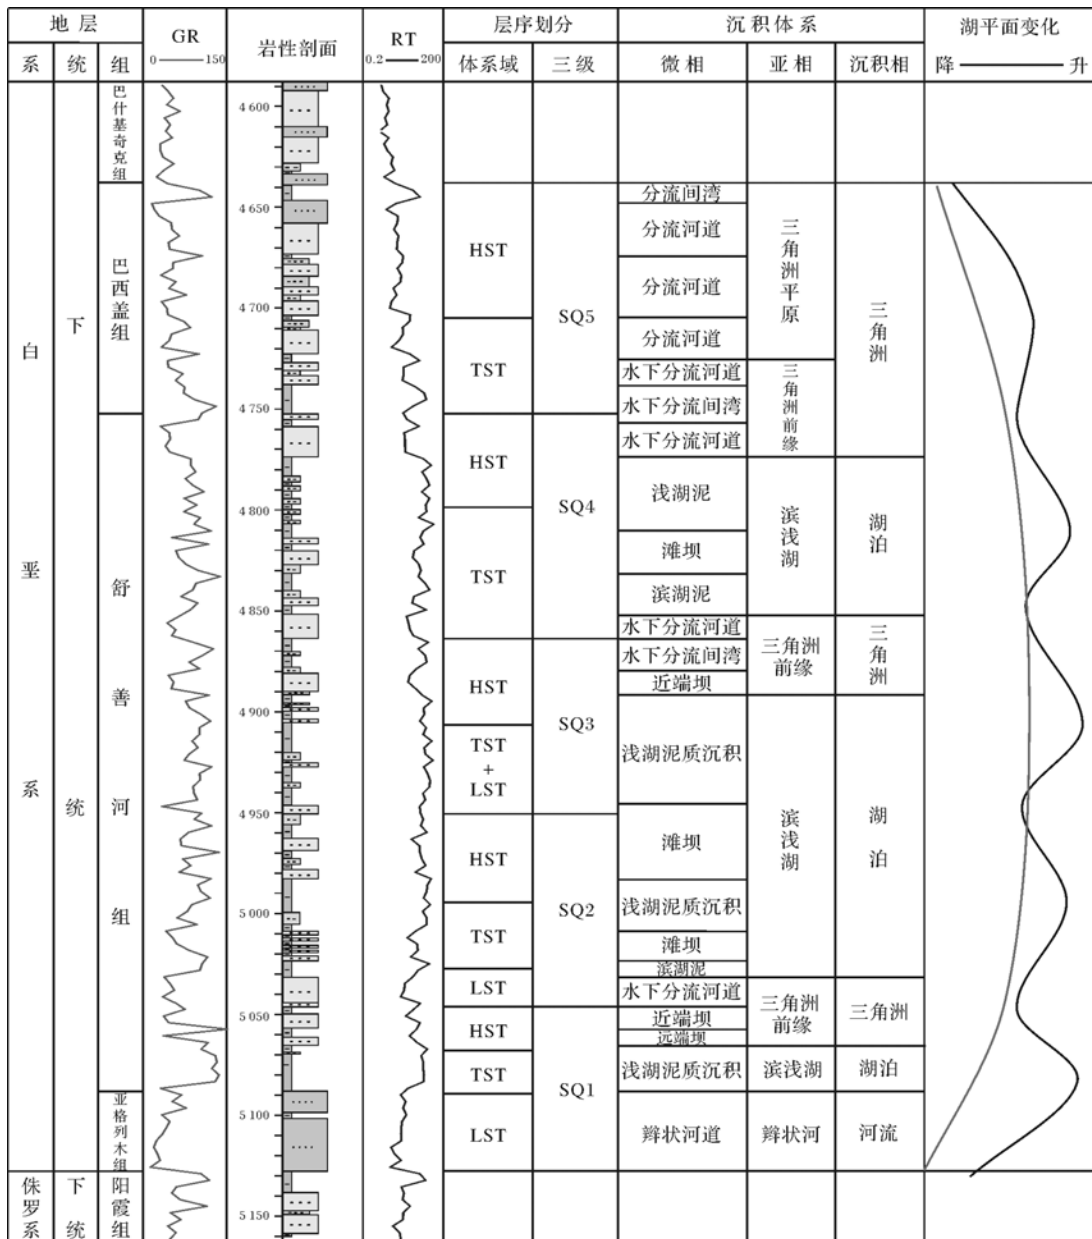 地层
GR
0 150
岩性剖面
RT
0.2 200
层序划分
沉积体系
湖平面变化
降 升
系
统
组
体系域
三级
微相
亚相
沉积相
白垩系
下统
巴什基奇克组
巴西盖组
舒善河组
亚格列木组
侏罗系
下统
阳霞组
4 600
4 650
4 700
4 750
4 800
4 850
4 900
4 950
5 000
5 050
5 100
5 150
HST
TST
HST
TST
HST
TST
+
LST
HST
TST
LST
HST
TST
LST
SQ5
SQ4
SQ3
SQ2
SQ1
分流间湾
分流河道
分流河道
分流河道
水下分流河道
水下分流间湾
水下分流河道
浅湖泥
滩坝
滨湖泥
水下分流河道
水下分流间湾
近端坝
浅湖泥质沉积
滩坝
浅湖泥质沉积
滩坝
滨湖泥
水下分流河道
近端坝
远端坝
浅湖泥质沉积
辫状河道
三角洲平原
三角洲前缘
滨浅湖
三角洲
前缘
滨浅湖
三角洲
前缘
滨浅湖
辫状河
三角洲
湖泊
三角洲
湖泊
三角洲
湖泊
河流